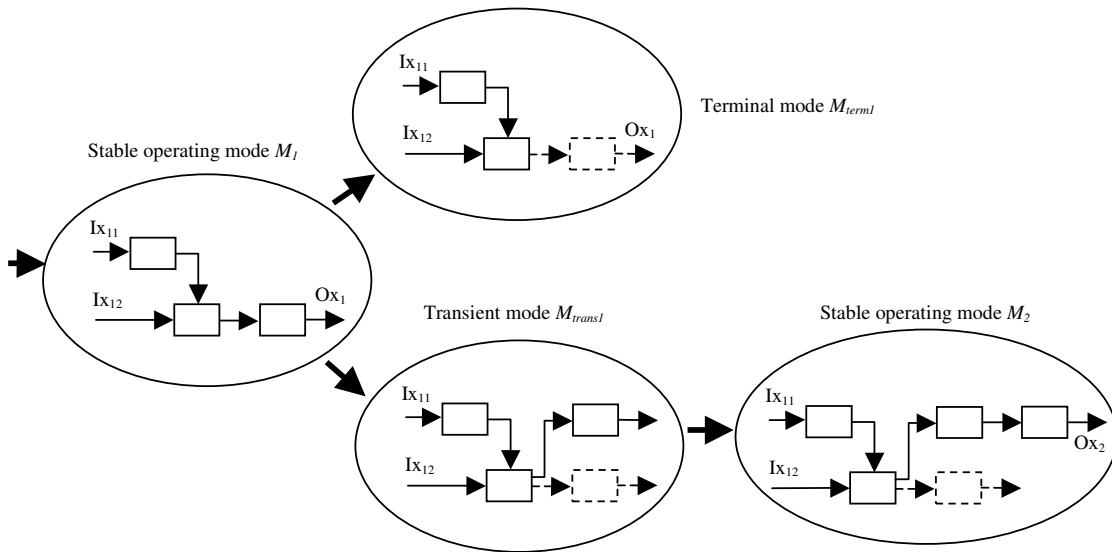 Ix₁₁
Terminal mode M_term1
Ix₁₂
Ox₁
Stable operating mode M₁
Ix₁₁
Ix₁₂
Ox₁
Transient mode M_trans1
Stable operating mode M₂
Ix₁₁
Ix₁₁
Ox₂
Ix₁₂
Ix₁₂